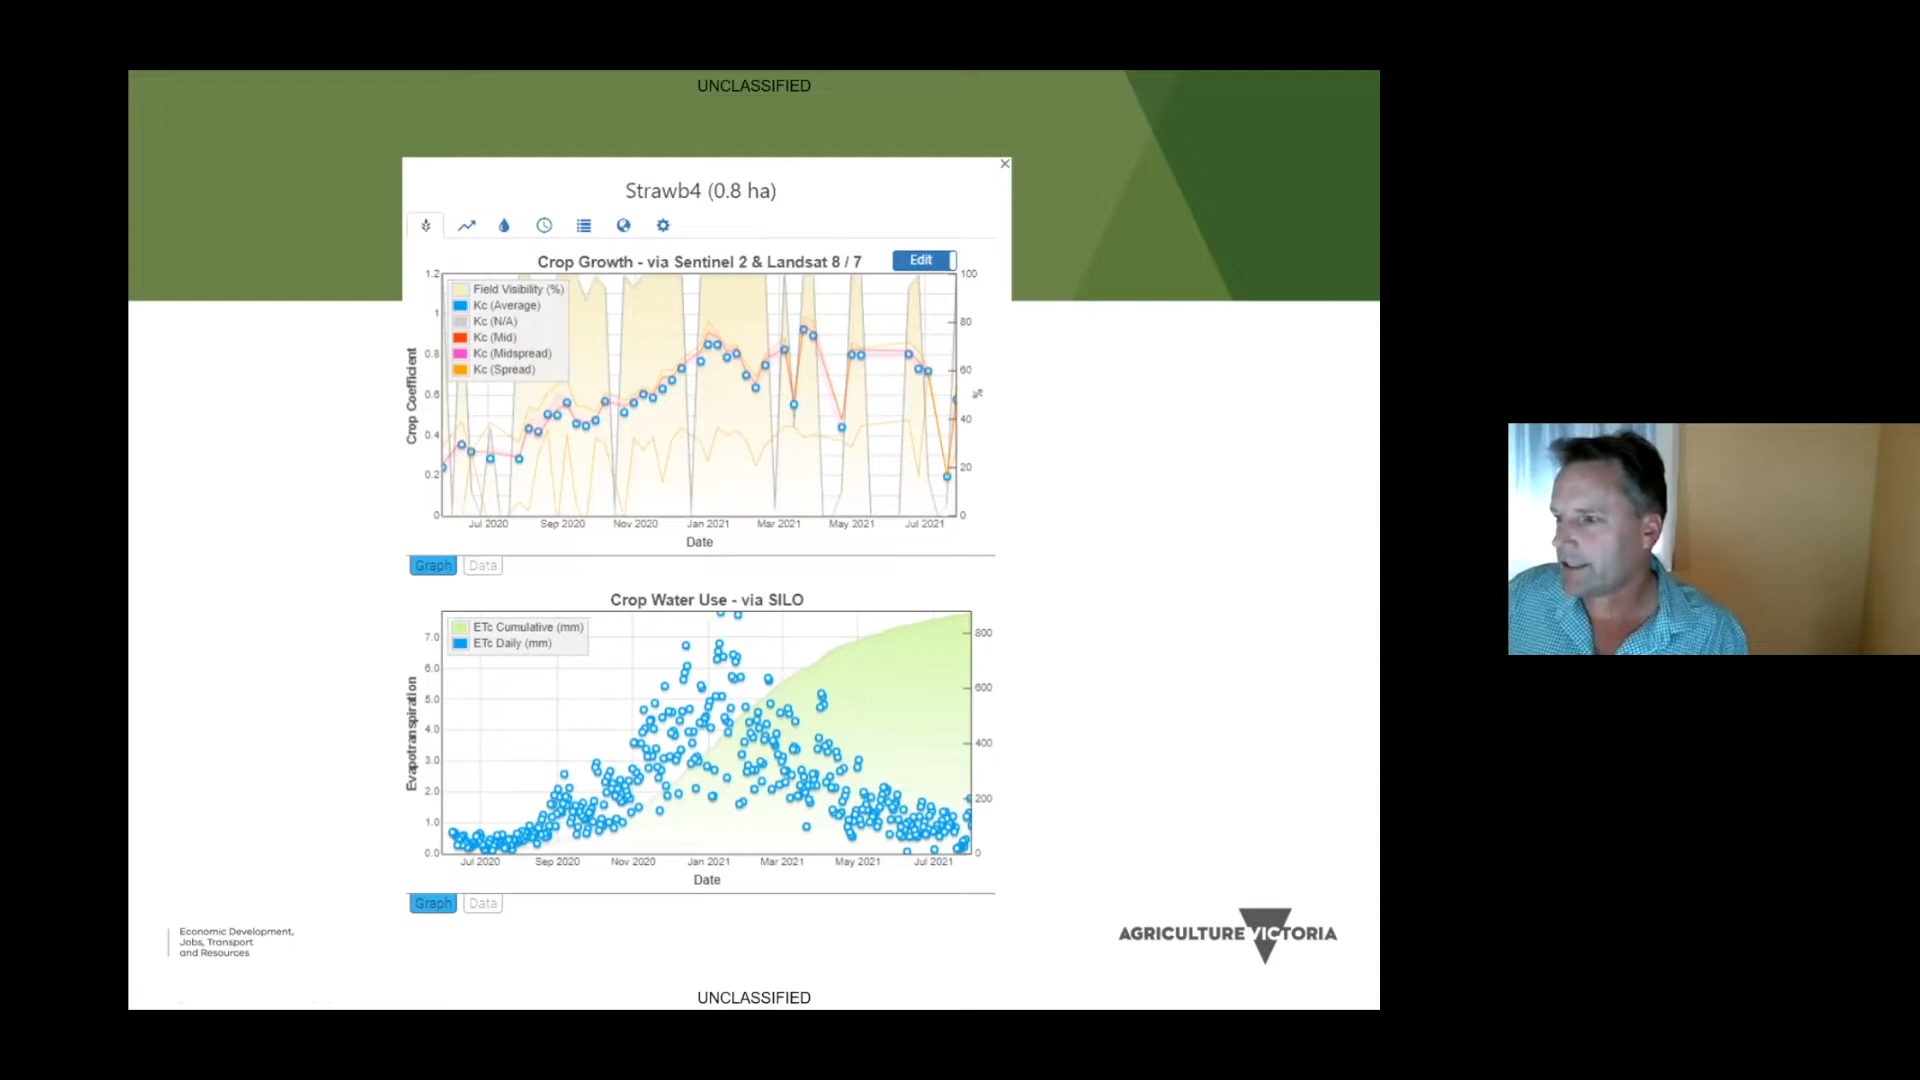 UNCLASSIFIED
Strawb4 (0.8 ha)
Crop Growth - via Sentinel 2 & Landsat 8 / 7
Edit
Field Visibility (%)
Kc (Average)
Kc (N/A)
Kc (Mid)
Kc (Midspread)
Kc (Spread)
Crop Coefficient
1.2
1
0.8
0.6
0.4
0.2
0
100
80
60
40
20
0
%
Jul 2020
Sep 2020
Nov 2020
Jan 2021
Mar 2021
May 2021
Jul 2021
Date
Graph
Data
Crop Water Use - via SILO
ETc Cumulative (mm)
ETc Daily (mm)
Evapotranspiration
7.0
6.0
5.0
4.0
3.0
2.0
1.0
0.0
800
600
400
200
0
Jul 2020
Sep 2020
Nov 2020
Jan 2021
Mar 2021
May 2021
Jul 2021
Date
Graph
Data
Economic Development,
Jobs, Transport
and Resources
AGRICULTURE VICTORIA
UNCLASSIFIED